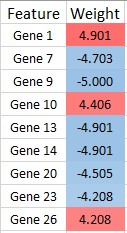 Feature Weight
Gene 1 4.901
Gene 7 -4.703
Gene 9 -5.000
Gene 10 4.406
Gene 13 -4.901
Gene 14 -4.901
Gene 20 -4.505
Gene 23 -4.208
Gene 26 4.208